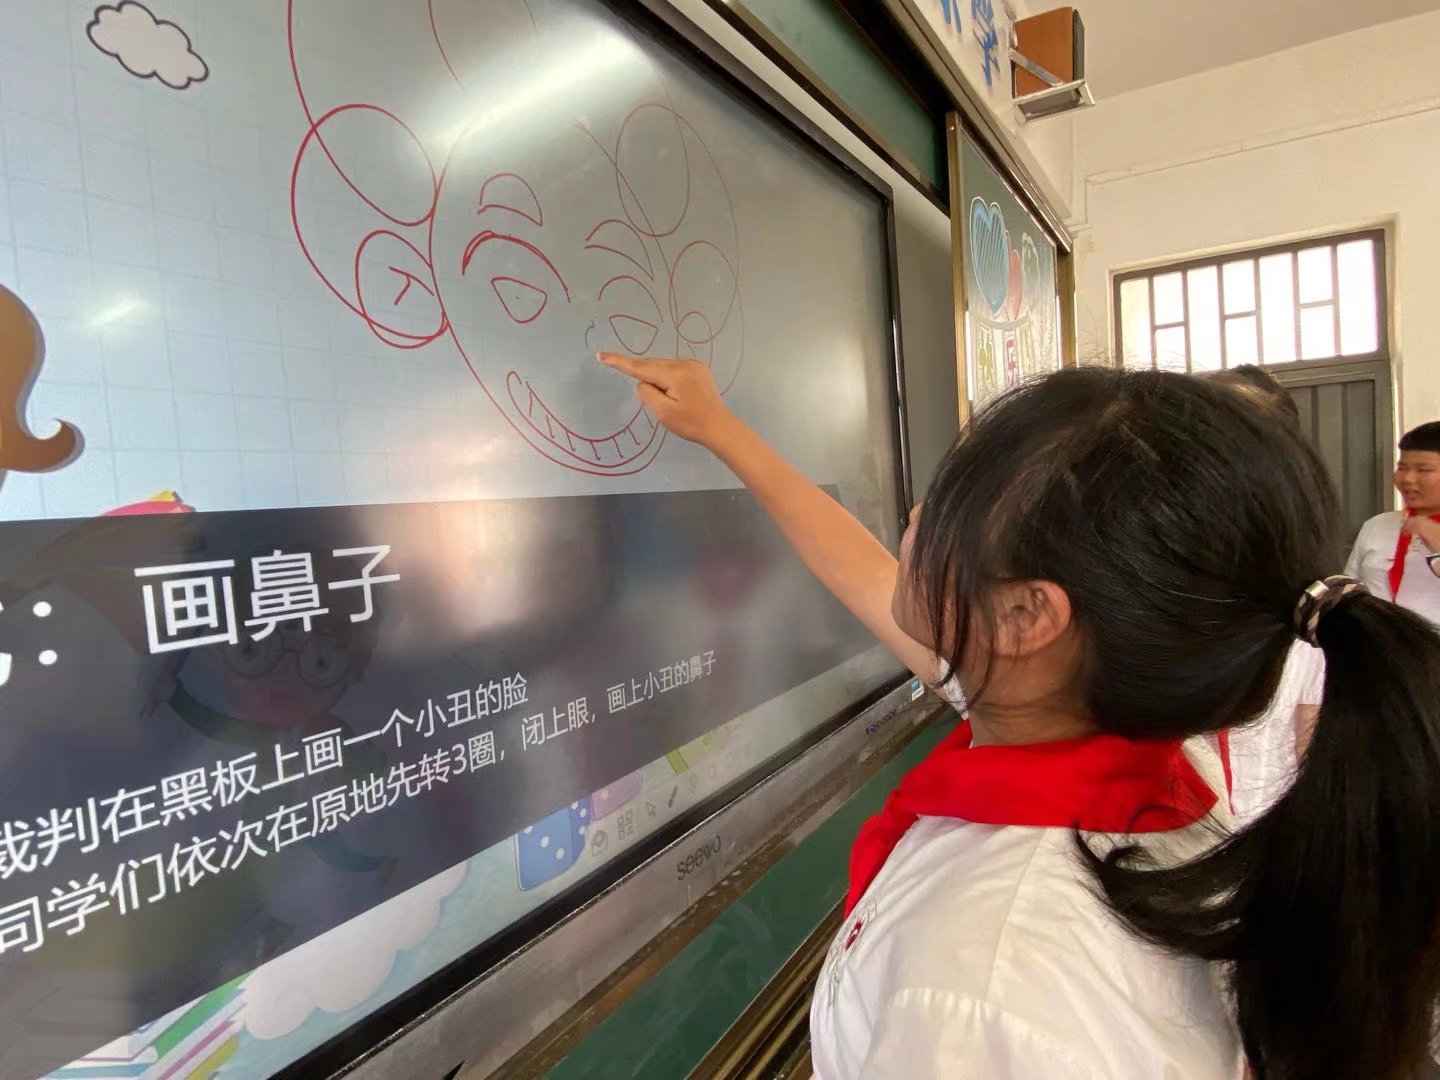 学
：画鼻子
裁判在黑板上画一个小丑的脸
同学们依次在原地先转3圈，闭上眼，画上小丑的鼻子
seewo